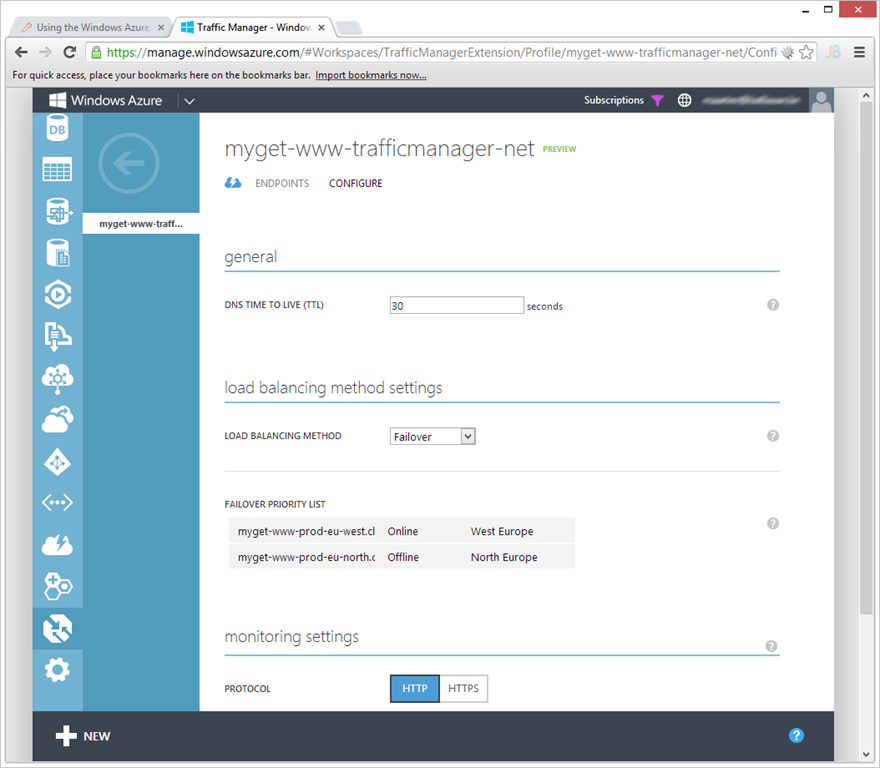 Using the Windows Azure
Traffic Manager - Window
https://manage.windowsazure.com/#Workspaces/TrafficManagerExtension/Profile/myget-www-trafficmanager-net/Confi
JB
For quick access, place your bookmarks here on the bookmarks bar. Import bookmarks now...
Windows Azure
Subscriptions
DB
myget-www-trafficmanager-net PREVIEW
ENDPOINTS CONFIGURE
myget-www-traff...
general
DNS TIME TO LIVE (TTL) 30 seconds ?
load balancing method settings
LOAD BALANCING METHOD Failover ?
FAILOVER PRIORITY LIST
myget-www-prod-eu-west.cl Online West Europe ?
myget-www-prod-eu-north.c Offline North Europe
monitoring settings ?
PROTOCOL HTTP HTTPS
NEW ?